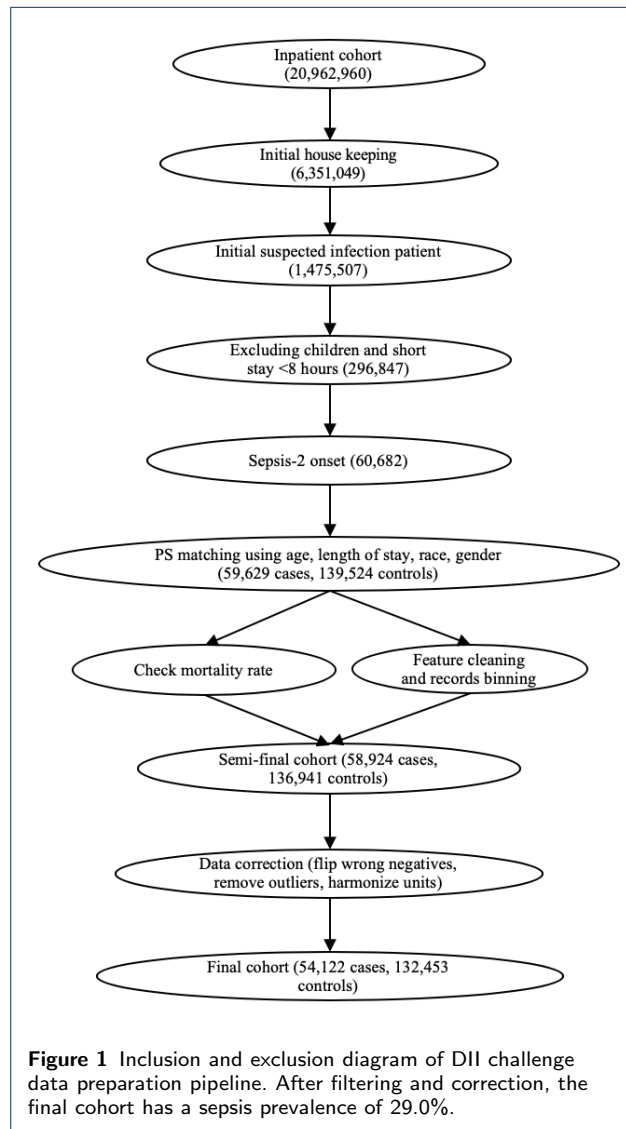 Inpatient cohort
(20,962,960)
Initial house keeping
(6,351,049)
Initial suspected infection patient
(1,475,507)
Excluding children and short
stay <8 hours (296,847)
Sepsis-2 onset (60,682)
PS matching using age, length of stay, race, gender
(59,629 cases, 139,524 controls)
Check mortality rate
Feature cleaning
and records binning
Semi-final cohort (58,924 cases,
136,941 controls)
Data correction (flip wrong negatives,
remove outliers, harmonize units)
Final cohort (54,122 cases, 132,453
controls)
Figure 1 Inclusion and exclusion diagram of DII challenge
data preparation pipeline. After filtering and correction, the
final cohort has a sepsis prevalence of 29.0%.